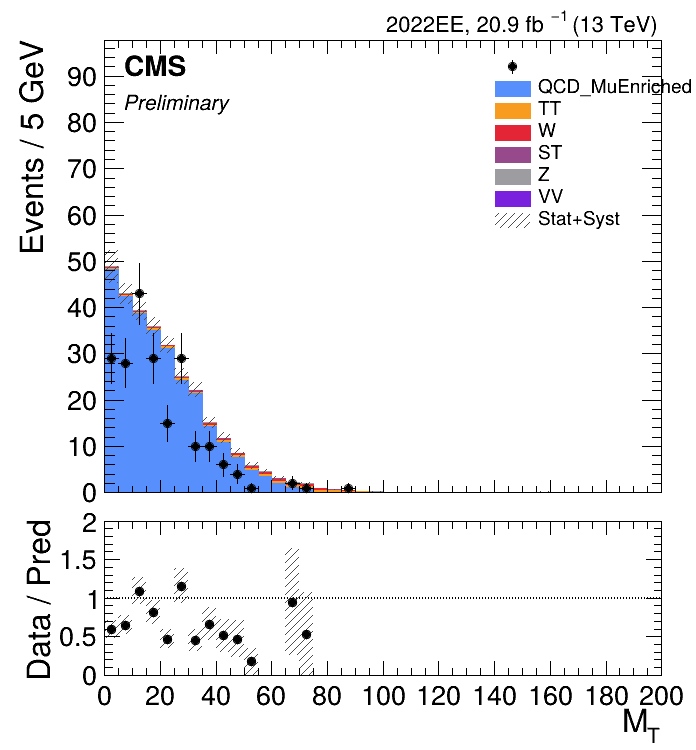 2022EE, 20.9 fb ⁻¹ (13 TeV)
CMS
Preliminary
QCD_MuEnriched
TT
W
ST
Z
VV
Stat+Syst
Events / 5 GeV
90
80
70
60
50
40
30
20
10
0
Data / Pred
2
1.5
1
0.5
0
0 20 40 60 80 100 120 140 160 180 200
M_T